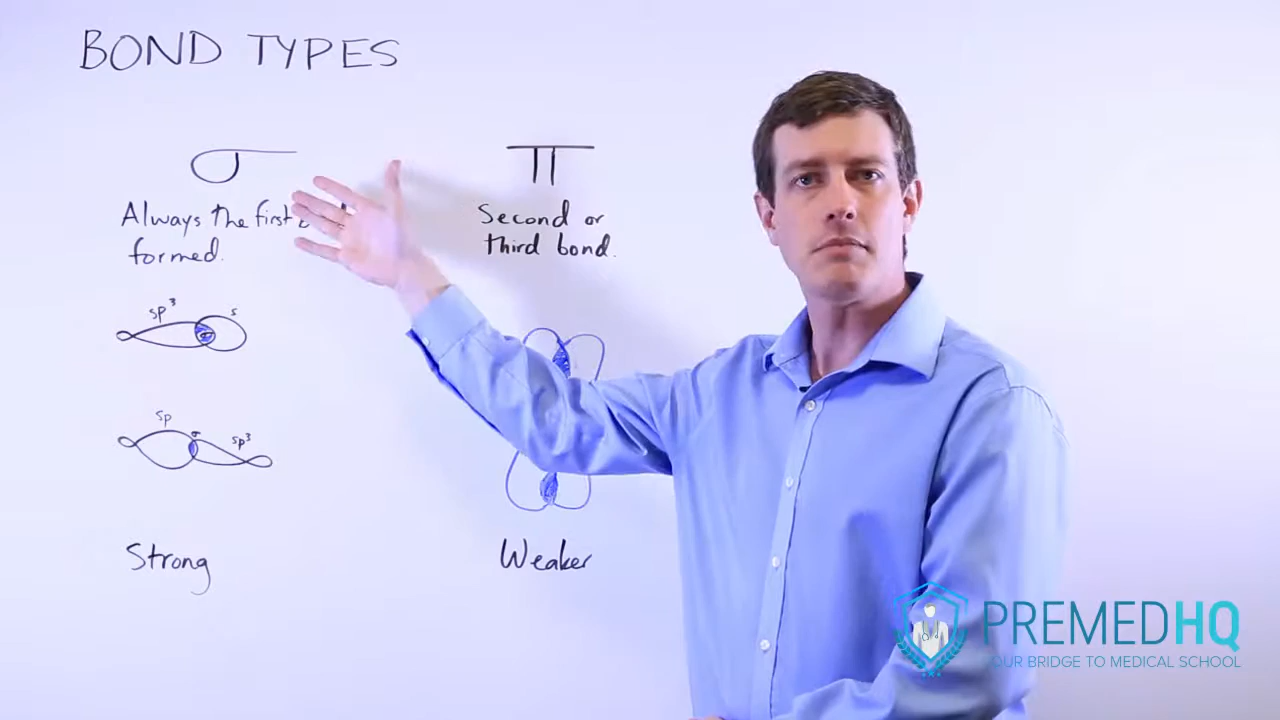 BOND TYPES
σ
Always the first
formed.
sp³ s
sp σ sp³
Strong
π
Second or
third bond.
Weaker
PREMEDHQ
OUR BRIDGE TO MEDICAL SCHOOL